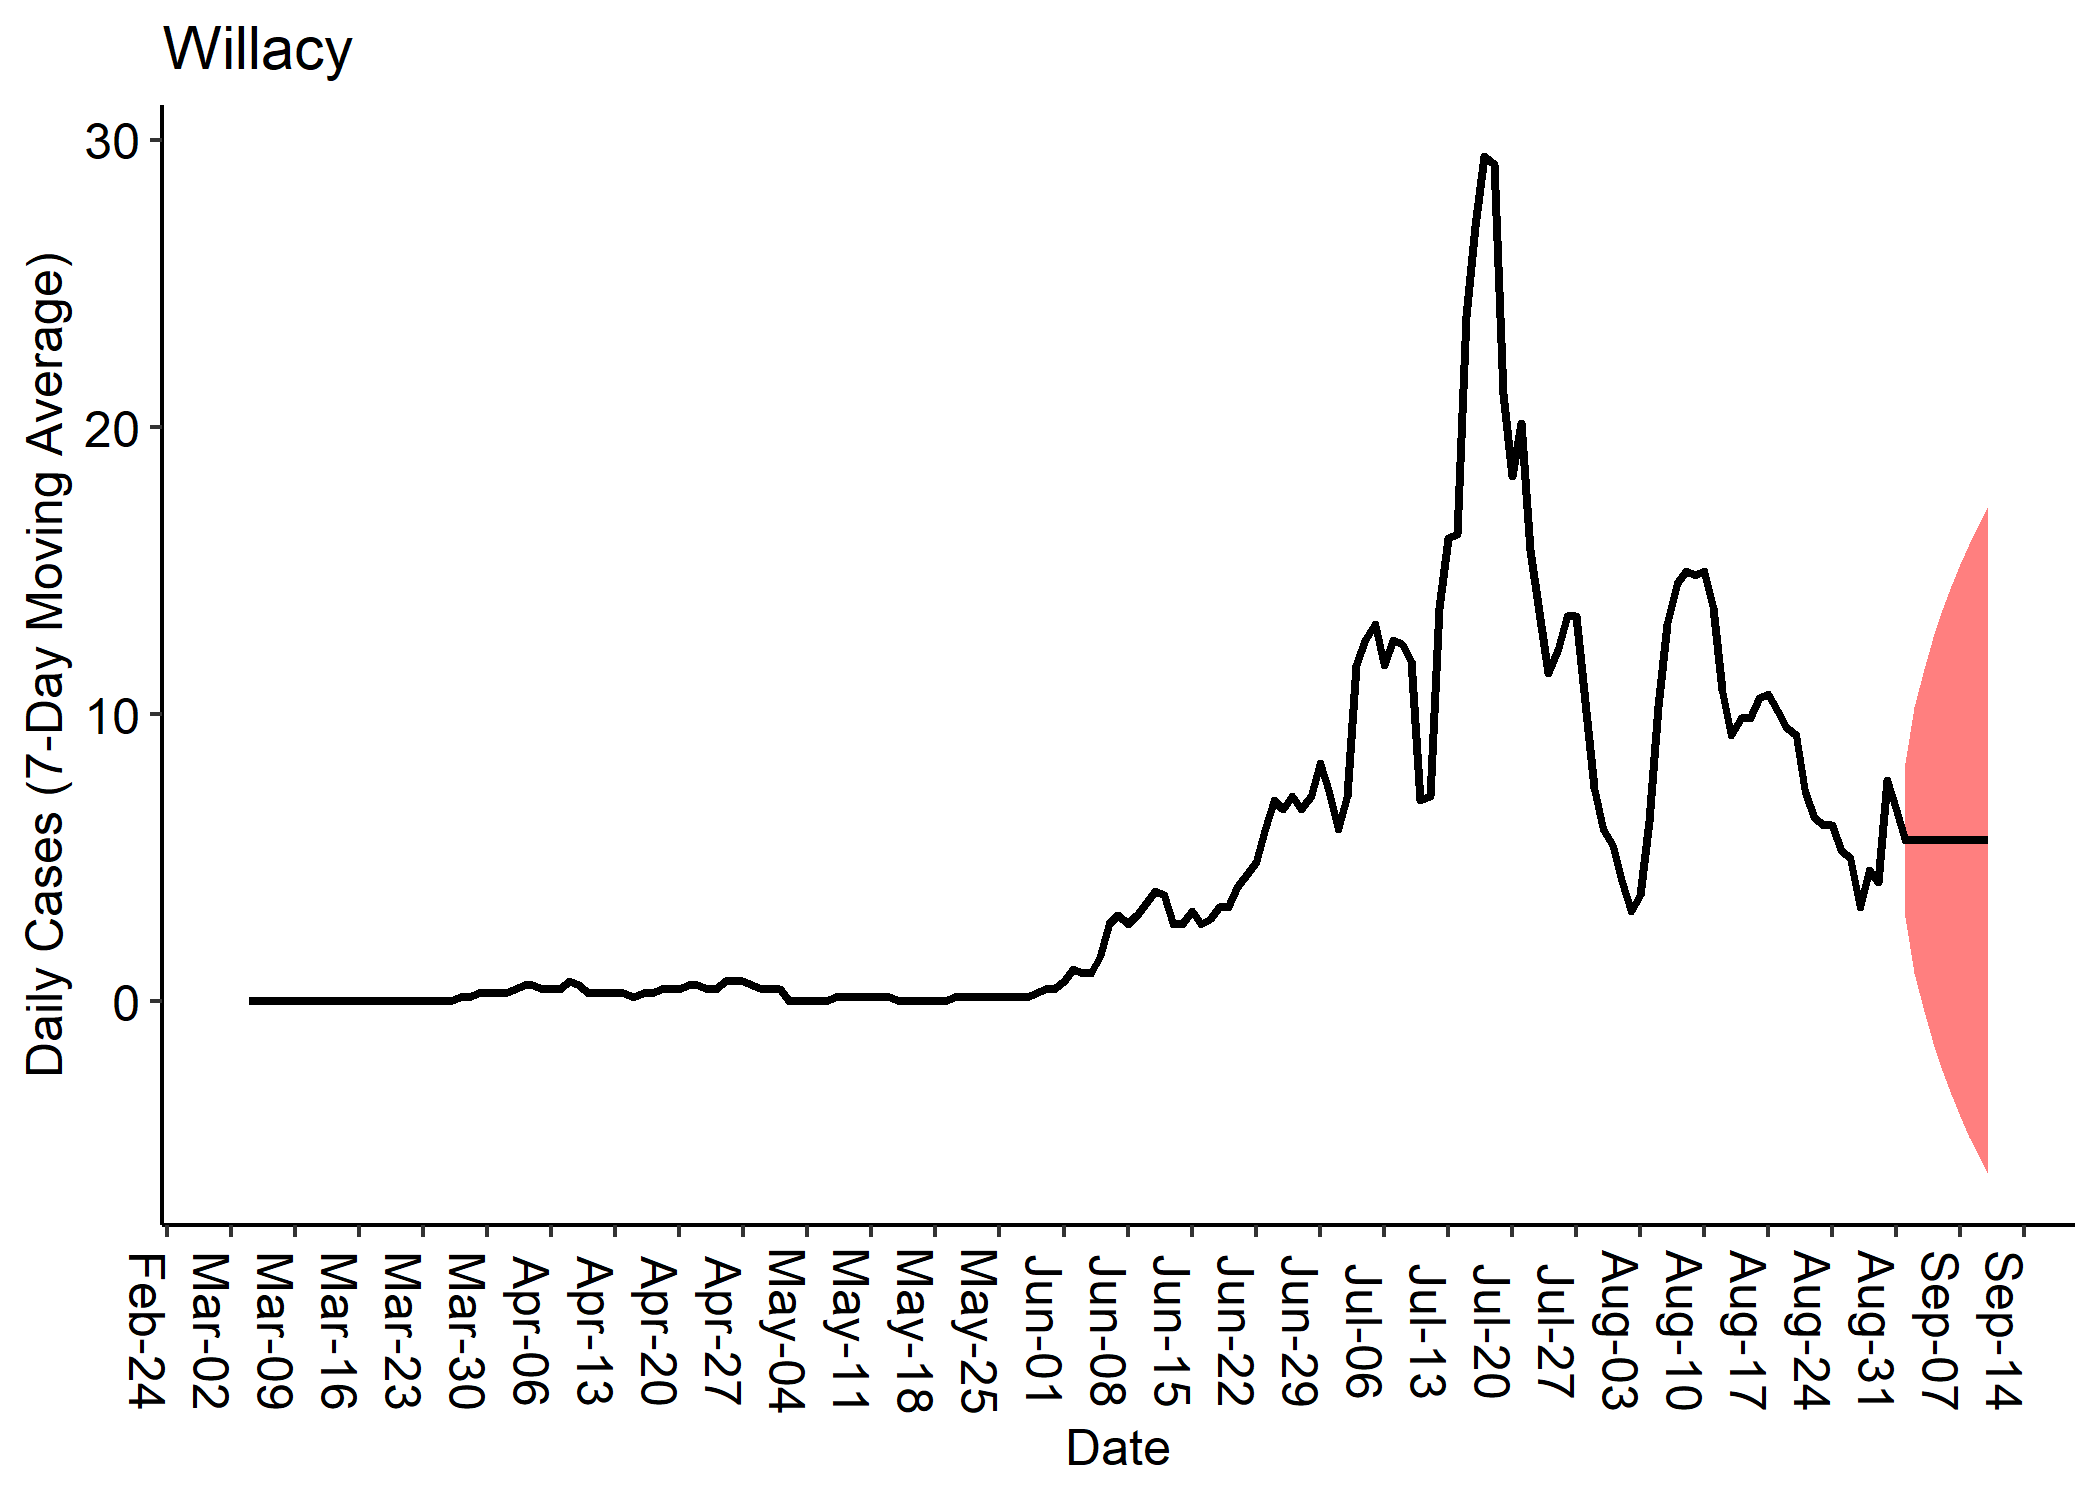 Willacy
Daily Cases (7-Day Moving Average)
30
20
10
0
Feb-24
Mar-02
Mar-09
Mar-16
Mar-23
Mar-30
Apr-06
Apr-13
Apr-20
Apr-27
May-04
May-11
May-18
May-25
Jun-01
Jun-08
Jun-15
Jun-22
Jun-29
Jul-06
Jul-13
Jul-20
Jul-27
Aug-03
Aug-10
Aug-17
Aug-24
Aug-31
Sep-07
Sep-14
Date